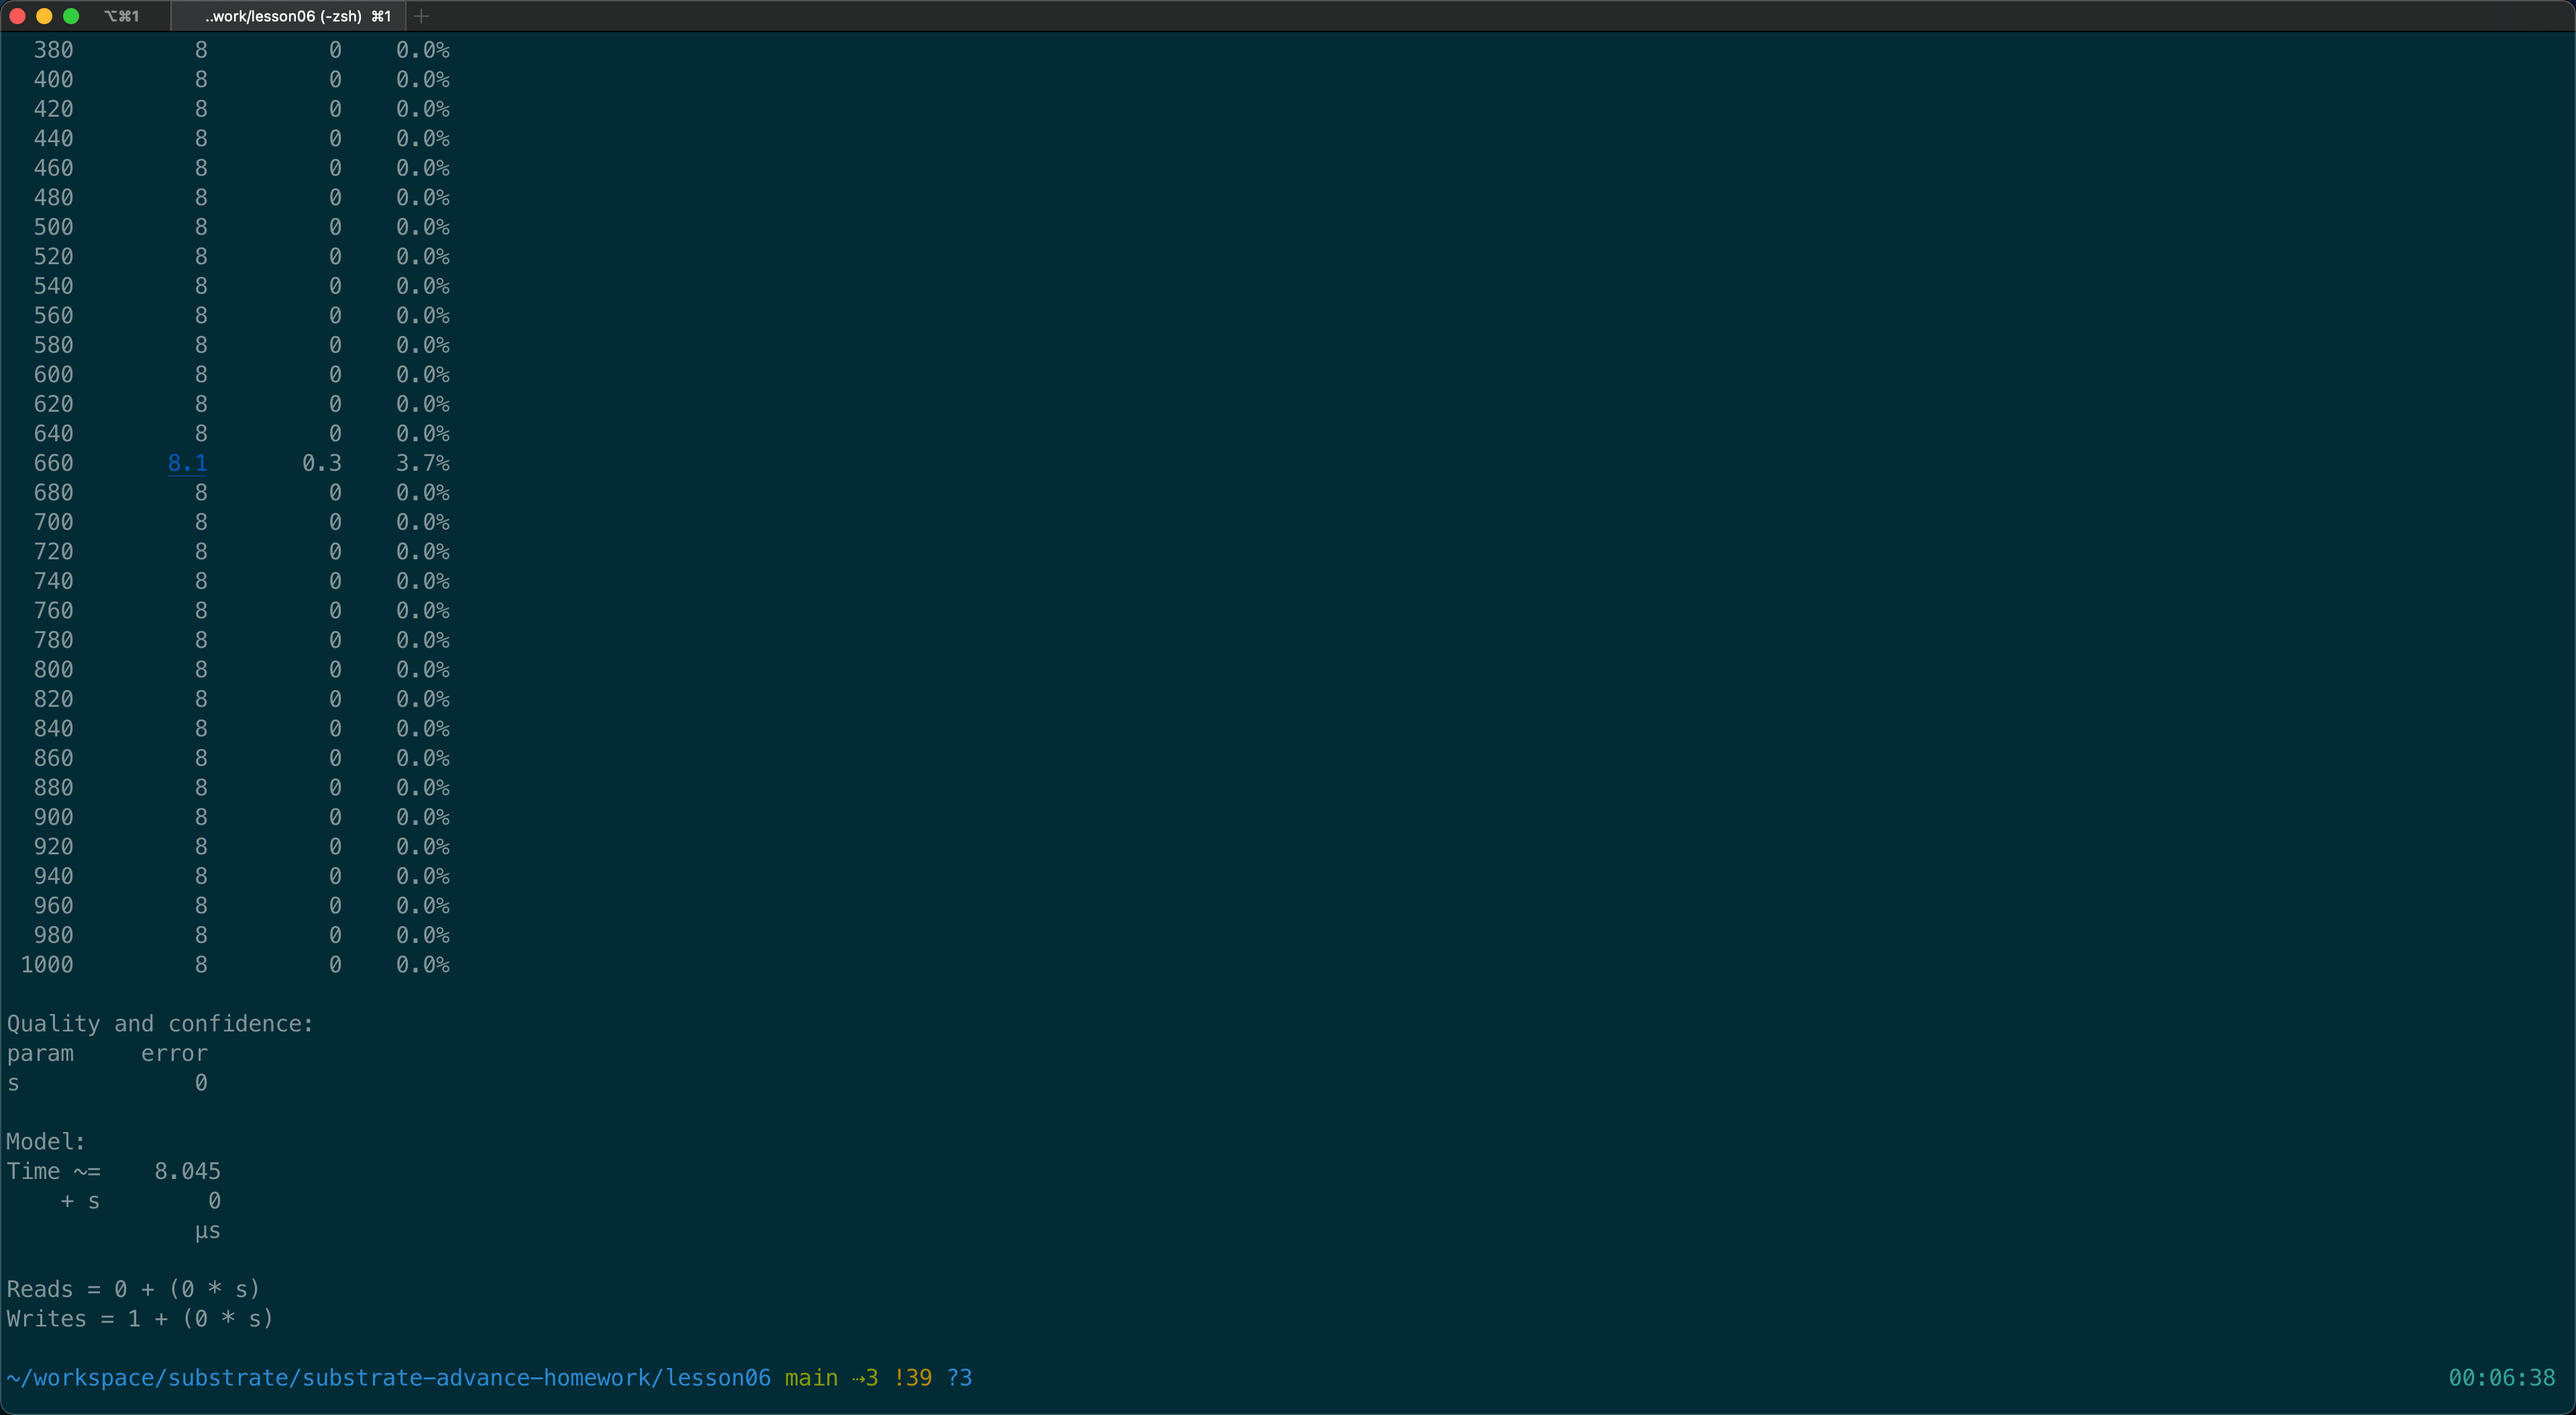 ⌥⌘1 ..work/lesson06 (-zsh) ⌘1 +
380 8 0 0.0%
400 8 0 0.0%
420 8 0 0.0%
440 8 0 0.0%
460 8 0 0.0%
480 8 0 0.0%
500 8 0 0.0%
520 8 0 0.0%
540 8 0 0.0%
560 8 0 0.0%
580 8 0 0.0%
600 8 0 0.0%
620 8 0 0.0%
640 8 0 0.0%
660 8.1 0.3 3.7%
680 8 0 0.0%
700 8 0 0.0%
720 8 0 0.0%
740 8 0 0.0%
760 8 0 0.0%
780 8 0 0.0%
800 8 0 0.0%
820 8 0 0.0%
840 8 0 0.0%
860 8 0 0.0%
880 8 0 0.0%
900 8 0 0.0%
920 8 0 0.0%
940 8 0 0.0%
960 8 0 0.0%
980 8 0 0.0%
1000 8 0 0.0%
Quality and confidence:
param error
s 0
Model:
Time ~= 8.045
+ s 0
µs
Reads = 0 + (0 * s)
Writes = 1 + (0 * s)
~/workspace/substrate/substrate-advance-homework/lesson06 main ⇢3 !39 ?3 00:06:38